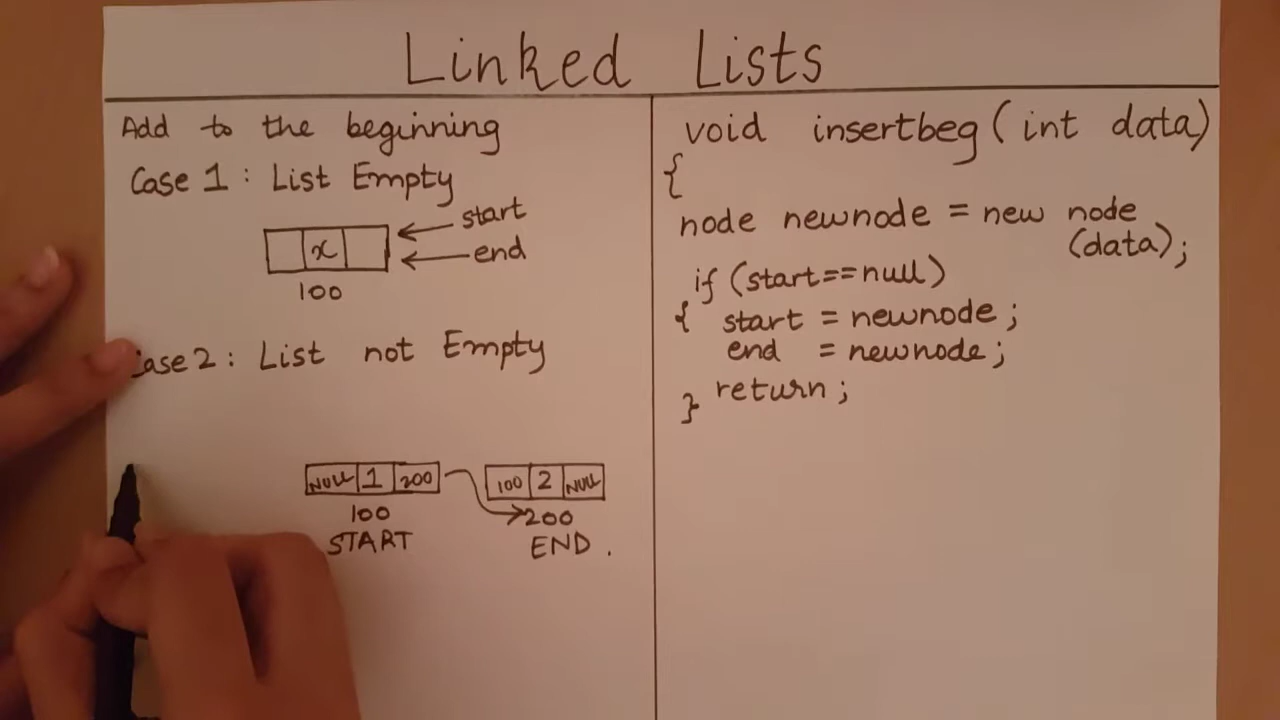 Linked Lists
Add to the beginning
Case 1 : List Empty
start
x
end
100
Case 2 : List not Empty
NULL 1 200
100 2 NULL
100
200
START
END .
void insertbeg ( int data )
{
node newnode = new node
(data);
if (start==null)
{ start = newnode ;
end = newnode ;
return ;
}